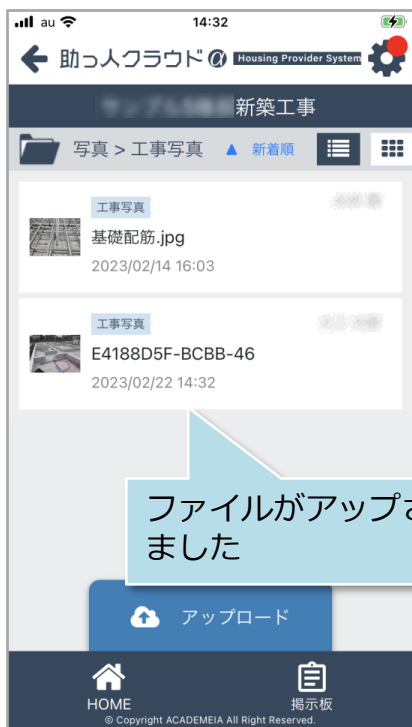 au 14:32
助っ人クラウド α Housing Provider System
新築工事
写真 > 工事写真 ▲ 新着順
工事写真
基礎配筋.jpg
2023/02/14 16:03
工事写真
E4188D5F-BCBB-46
2023/02/22 14:32
ファイルがアップさ
ました
アップロード
HOME 掲示板
© Copyright ACADEMEIA All Right Reserved.